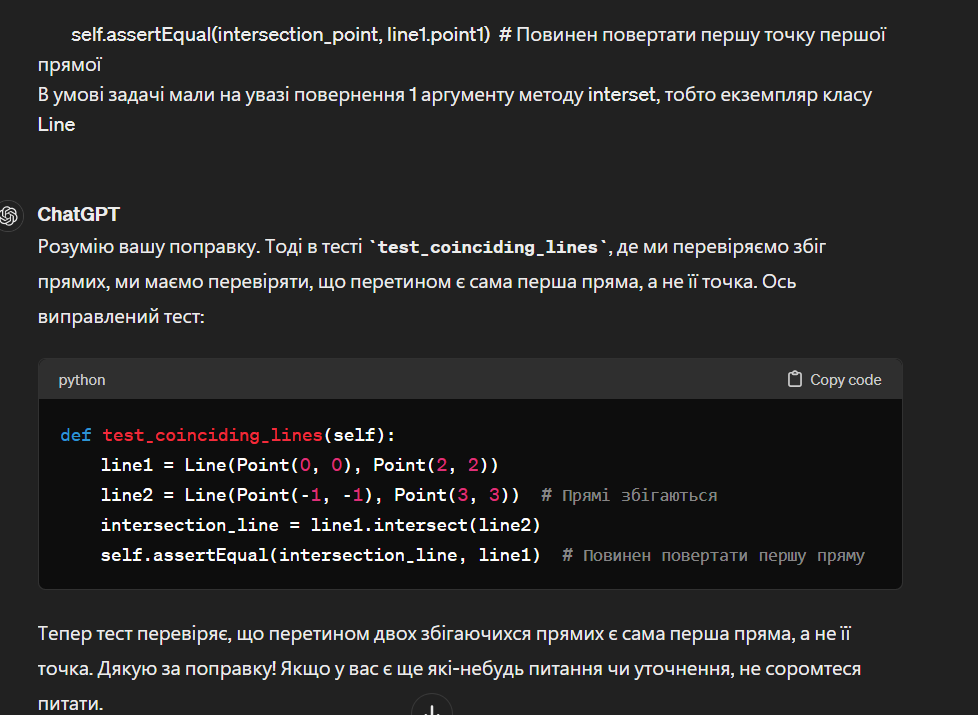 self.assertEqual(intersection_point, line1.point1)  # Повинен повертати першу точку першої
прямої
В умові задачі мали на увазі повернення 1 аргументу методу interset, тобто екземпляр класу
Line
ChatGPT
Розумію вашу поправку. Тоді в тесті `test_coinciding_lines`, де ми перевіряємо збіг
прямих, ми маємо перевіряти, що перетином є сама перша пряма, а не її точка. Ось
виправлений тест:
python Copy code
def test_coinciding_lines(self):
    line1 = Line(Point(0, 0), Point(2, 2))
    line2 = Line(Point(-1, -1), Point(3, 3))  # Прямі збігаються
    intersection_line = line1.intersect(line2)
    self.assertEqual(intersection_line, line1)  # Повинен повертати першу пряму
Тепер тест перевіряє, що перетином двох збігаючихся прямих є сама перша пряма, а не її
точка. Дякую за поправку! Якщо у вас є ще які-небудь питання чи уточнення, не соромтеся
питати.